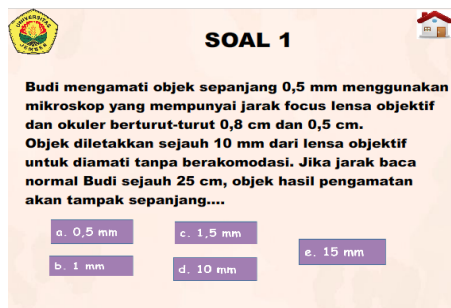 UNIVERSITAS
JEMBER
SOAL 1
Budi mengamati objek sepanjang 0,5 mm menggunakan
mikroskop yang mempunyai jarak focus lensa objektif
dan okuler berturut-turut 0,8 cm dan 0,5 cm.
Objek diletakkan sejauh 10 mm dari lensa objektif
untuk diamati tanpa berakomodasi. Jika jarak baca
normal Budi sejauh 25 cm, objek hasil pengamatan
akan tampak sepanjang....
a. 0,5 mm
b. 1 mm
c. 1,5 mm
d. 10 mm
e. 15 mm